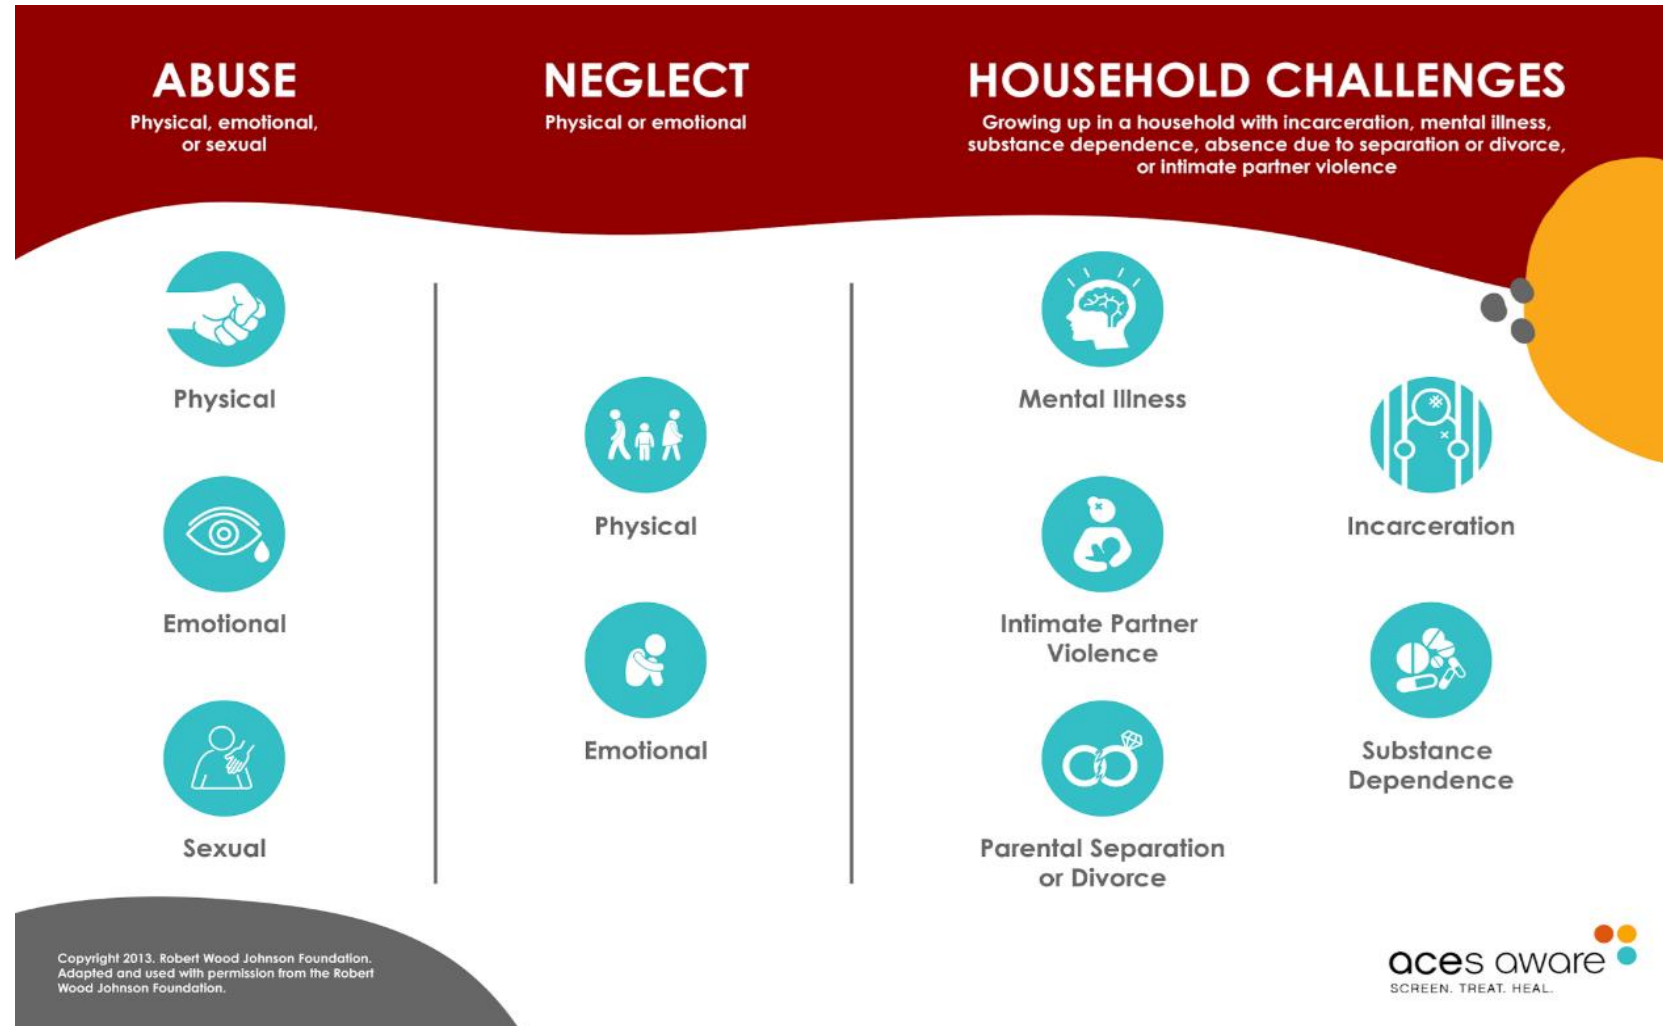 ABUSE
Physical, emotional,
or sexual
NEGLECT
Physical or emotional
HOUSEHOLD CHALLENGES
Growing up in a household with incarceration, mental illness,
substance dependence, absence due to separation or divorce,
or intimate partner violence
Physical
Emotional
Sexual
Physical
Emotional
Mental Illness
Intimate Partner
Violence
Parental Separation
or Divorce
Incarceration
Substance
Dependence
Copyright 2013. Robert Wood Johnson Foundation.
Adapted and used with permission from the Robert
Wood Johnson Foundation.
aces aware
SCREEN. TREAT. HEAL.